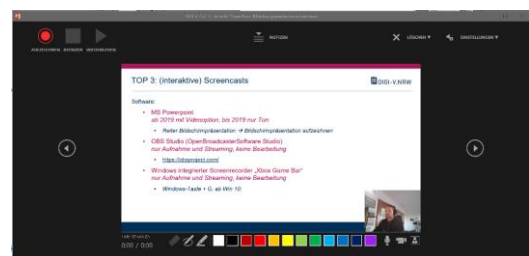 AUFZEICHNEN BEENDEN WIEDERGEBEN
NOTIZEN
LÖSCHEN
EINSTELLUNGEN
TOP 3: (interaktive) Screencasts
DIGI-V.NRW
Software:
• MS Powerpoint
ab 2019 mit Videooption, bis 2019 nur Ton
• Reiter Bildschirmpräsentation → Bildschirmpräsentation aufzeichnen
• OBS Studio (OpenBroadcasterSoftware Studio)
nur Aufnahme und Streaming, keine Bearbeitung
• https://obsproject.com/
• Windows integrierter Screenrecorder „Xbox Game Bar"
nur Aufnahme und Streaming, keine Bearbeitung
• Windows-Taste + G, ab Win 10
0:00 / 0:00